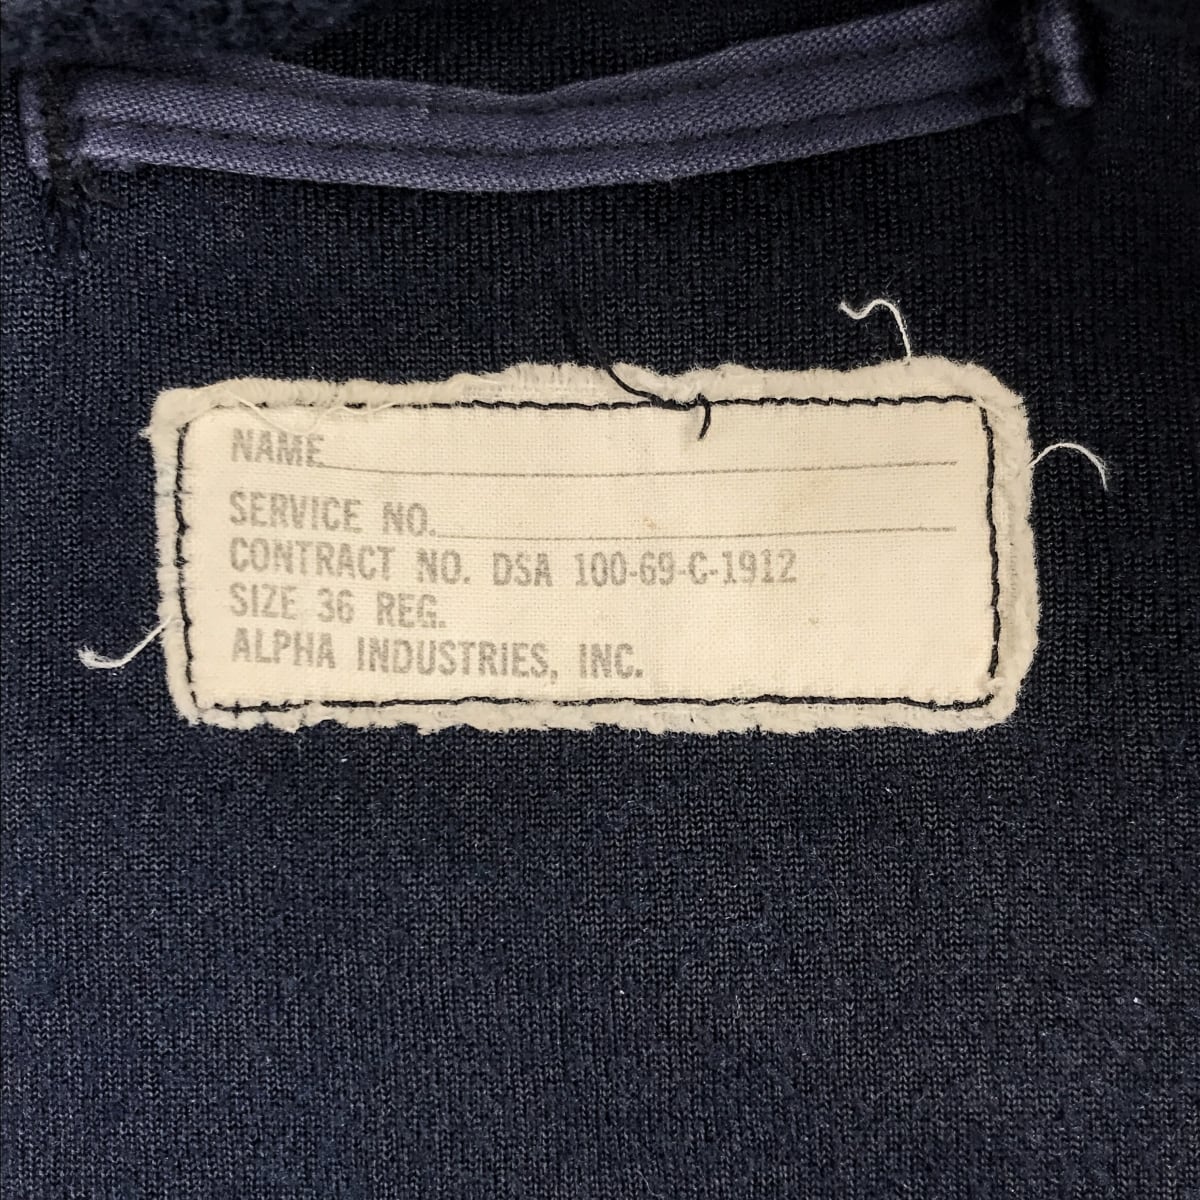 NAME
SERVICE NO.
CONTRACT NO. DSA 100-69-C-1912
SIZE 36 REG.
ALPHA INDUSTRIES, INC.